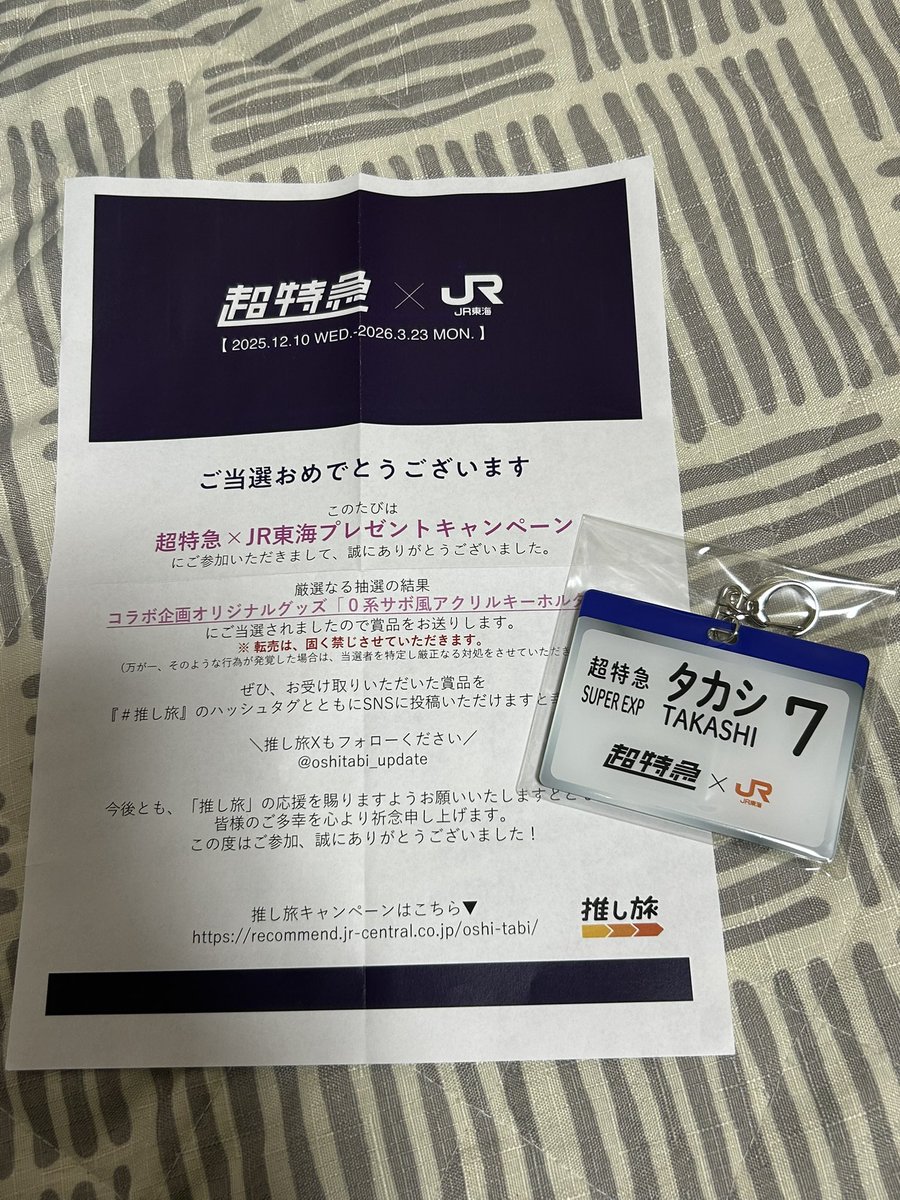 超特急 × JR JR東海
【 2025.12.10 WED.-2026.3.23 MON. 】
ご当選おめでとうございます
このたびは
超特急×JR東海プレゼントキャンペーン
にご参加いただきまして、誠にありがとうございました。
厳選なる抽選の結果
コラボ企画オリジナルグッズ「０系サボ風アクリルキーホル
にご当選されましたので賞品をお送りします。
※ 転売は、固く禁じさせていただきます。
(万が一、そのような行為が発覚した場合は、当選者を特定し厳正なる対処をさせていただき
ぜひ、お受け取りいただいた賞品を
『＃推し旅』のハッシュタグとともにSNSに投稿いただけますと
＼推し旅Xもフォローください／
@oshitabi_update
今後とも、「推し旅」の応援を賜りますようお願いいたしますとと
皆様のご多幸を心より祈念申し上げます。
この度はご参加、誠にありがとうございました！
推し旅キャンペーンはこちら▼
https://recommend.jr-central.co.jp/oshi-tabi/
推し旅
超特急 タカシ 7
SUPER EXP TAKASHI
超特急 × JR JR東海